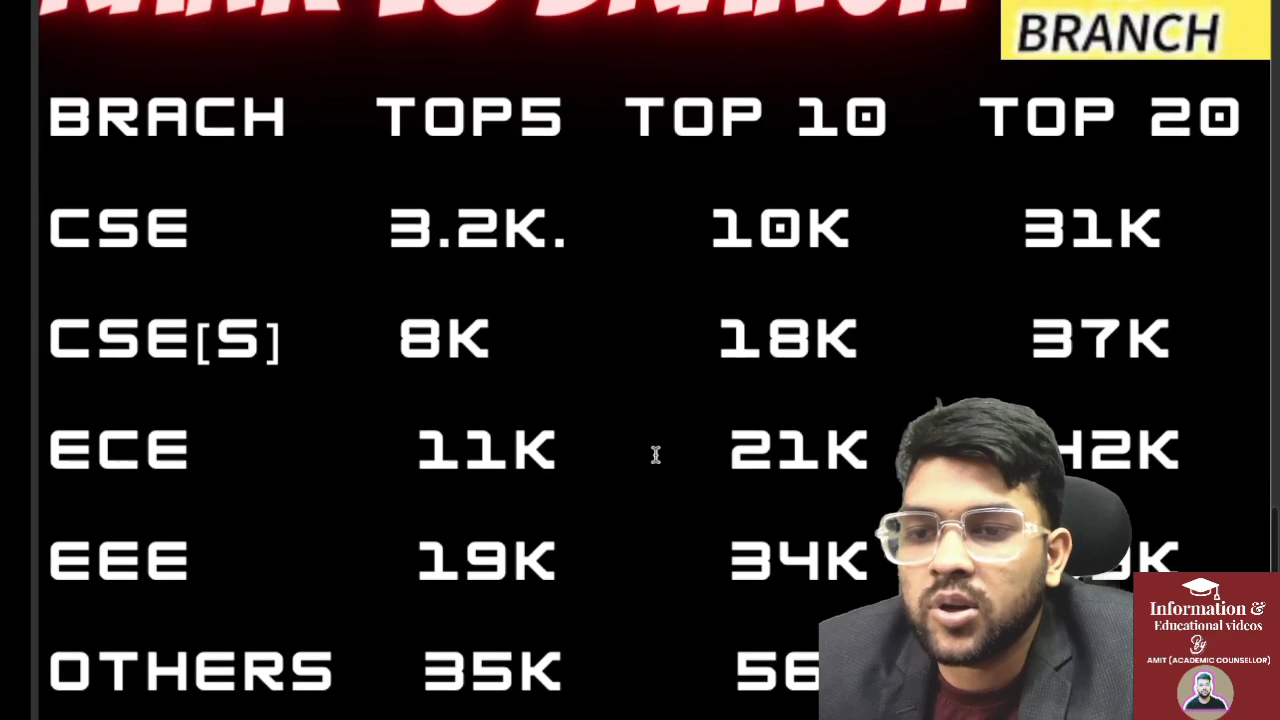 BRANCH
BRACH TOP5 TOP 10 TOP 20
CSE 3.2K. 10K 31K
CSE[S] 8K 18K 37K
ECE 11K 21K 42K
EEE 19K 34K
OTHERS 35K
Information &
Educational videos
By
AMIT (ACADEMIC COUNSELLOR)